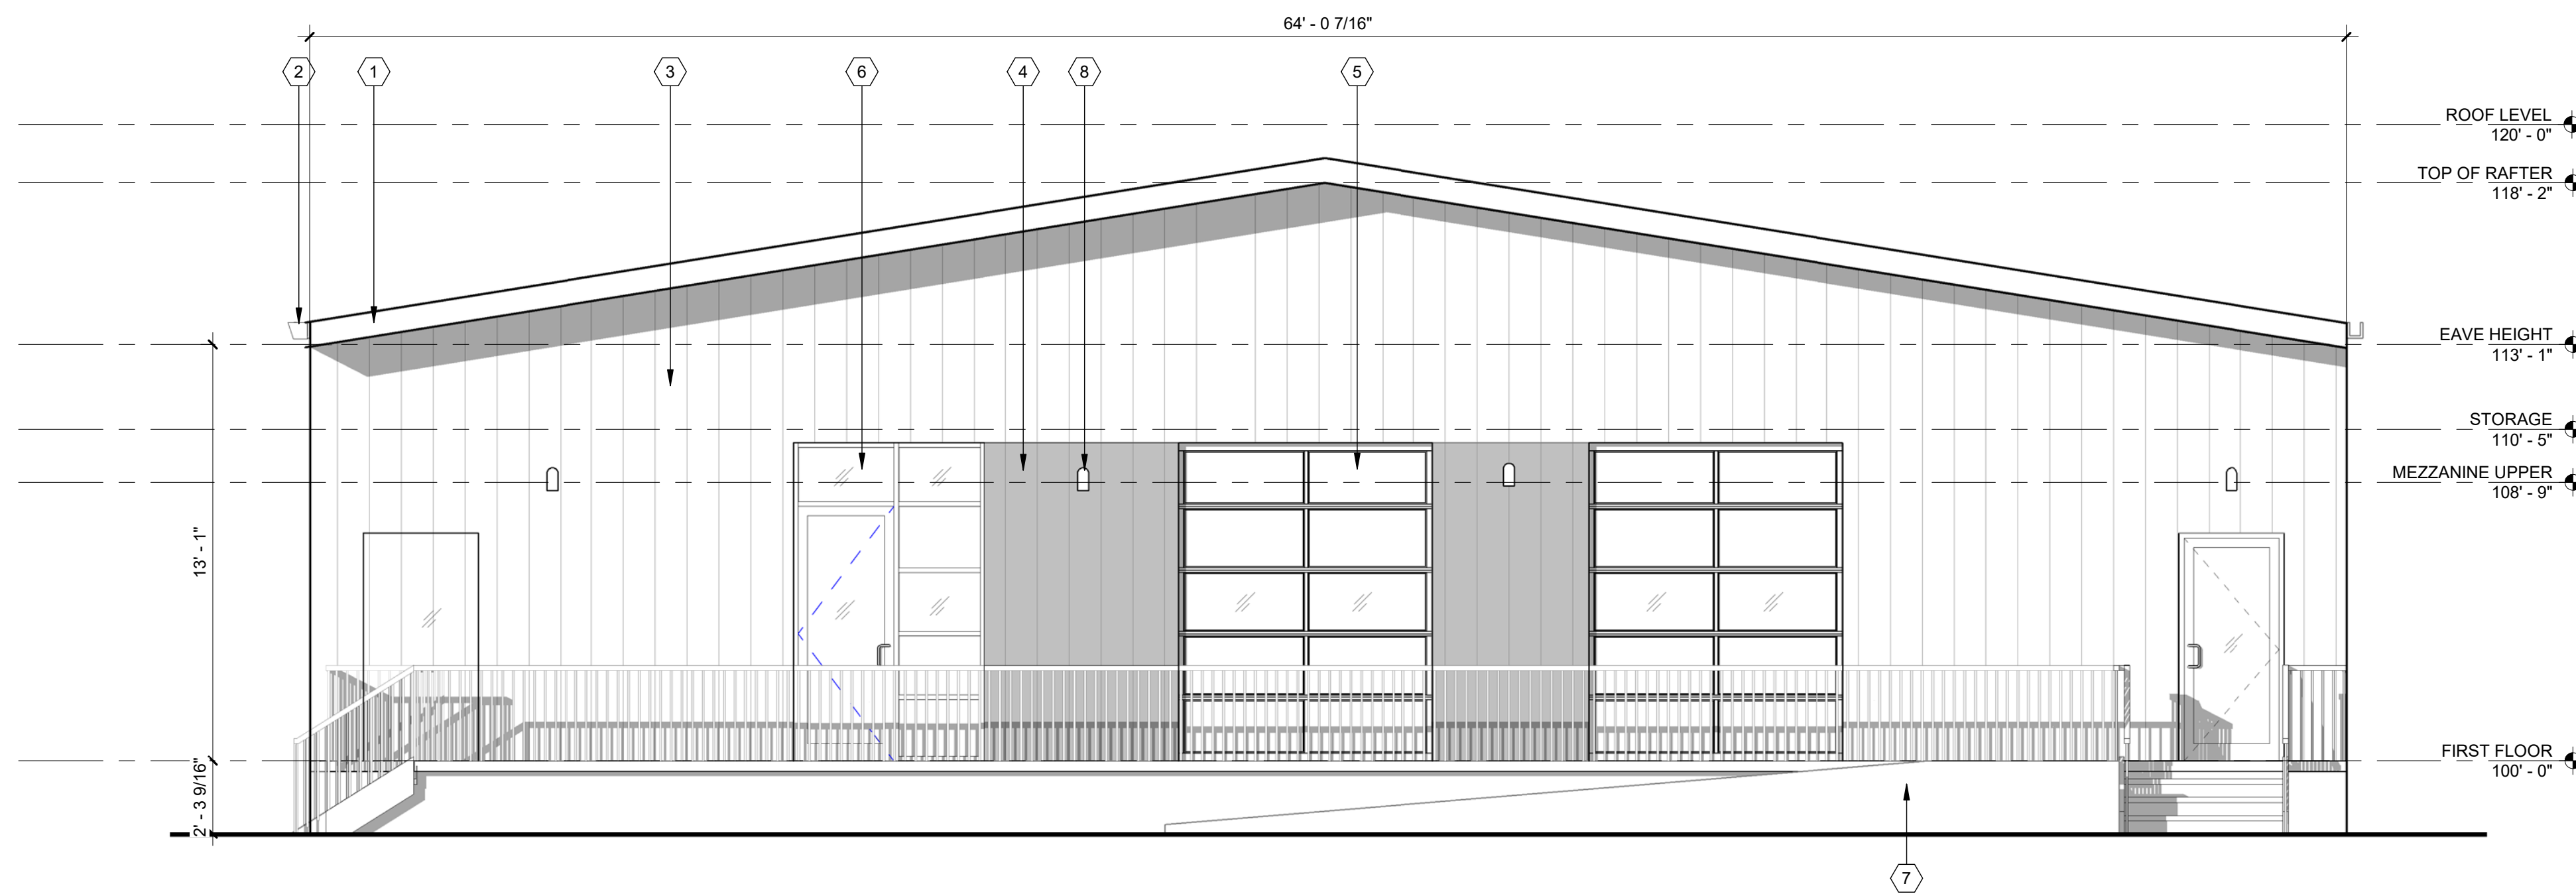 64' - 0 7/16"
2
1
3
6
4
8
5
ROOF LEVEL
120' - 0"
TOP OF RAFTER
118' - 2"
EAVE HEIGHT
113' - 1"
STORAGE
110' - 5"
MEZZANINE UPPER
108' - 9"
13' - 1"
FIRST FLOOR
100' - 0"
2' - 3 9/16"
7